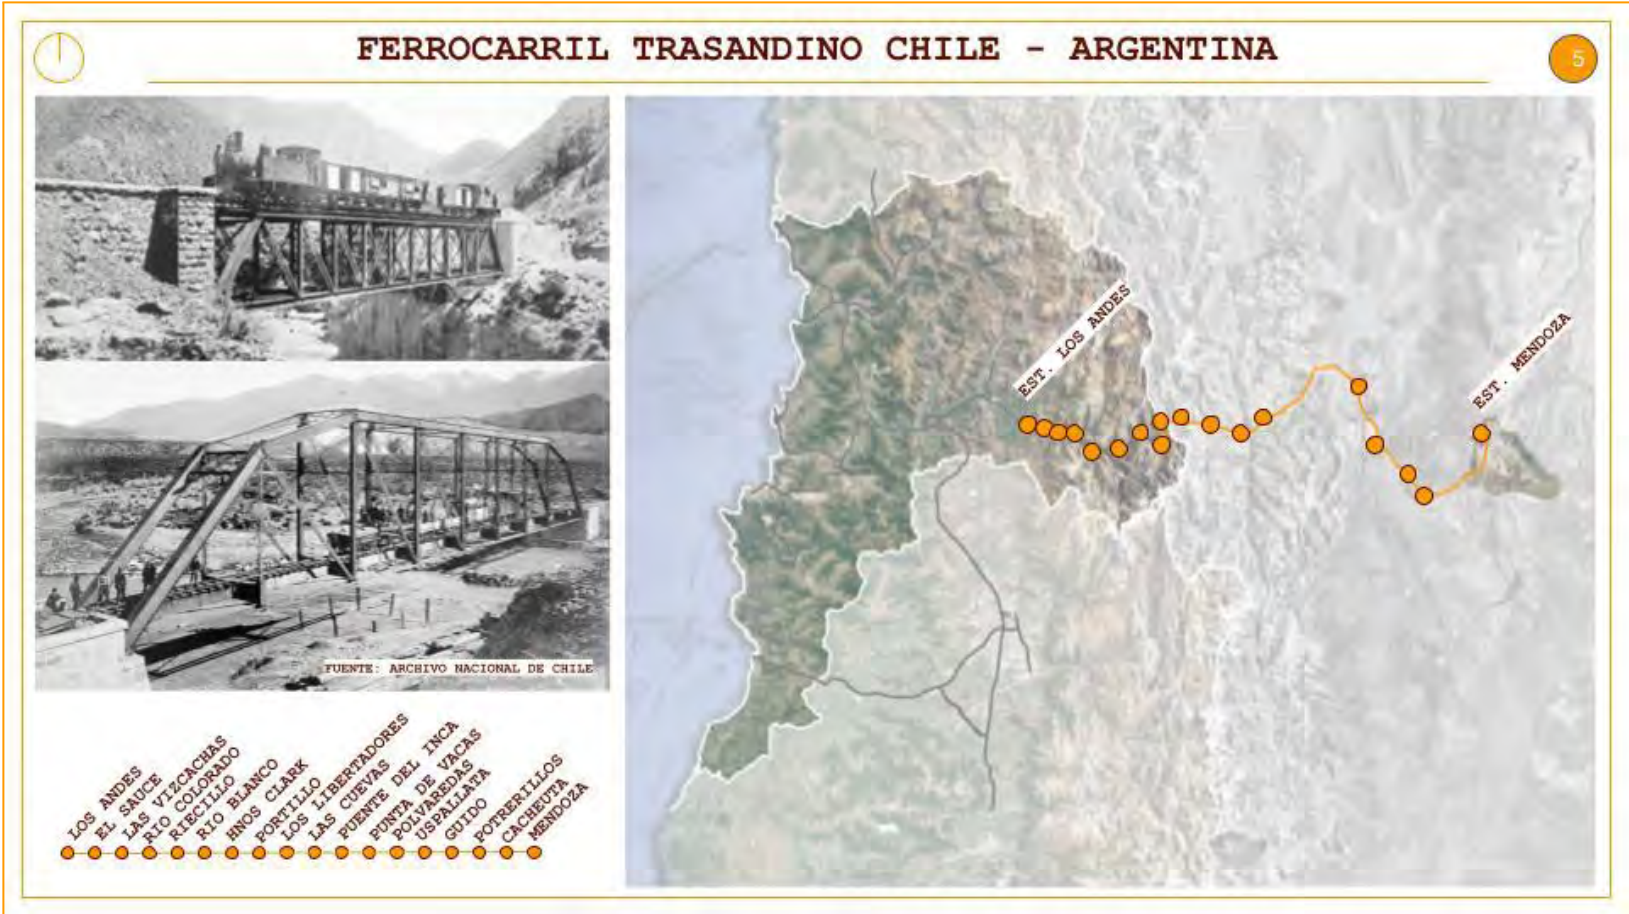 FERROCARRIL TRASANDINO CHILE - ARGENTINA
5
EST. LOS ANDES
EST. MENDOZA
FUENTE: ARCHIVO NACIONAL DE CHILE
LOS ANDES
EL SAUCE
LAS VIZCACHAS
RIO COLORADO
RIECILLO
RIO BLANCO
HNOS CLARK
PORTILLO
LOS LIBERTADORES
LAS CUEVAS
PUENTE DEL INCA
PUNTA DE VACAS
POLVAREDAS
USPALLATA
GUIDO
POTRERILLOS
CACHEUTA
MENDOZA